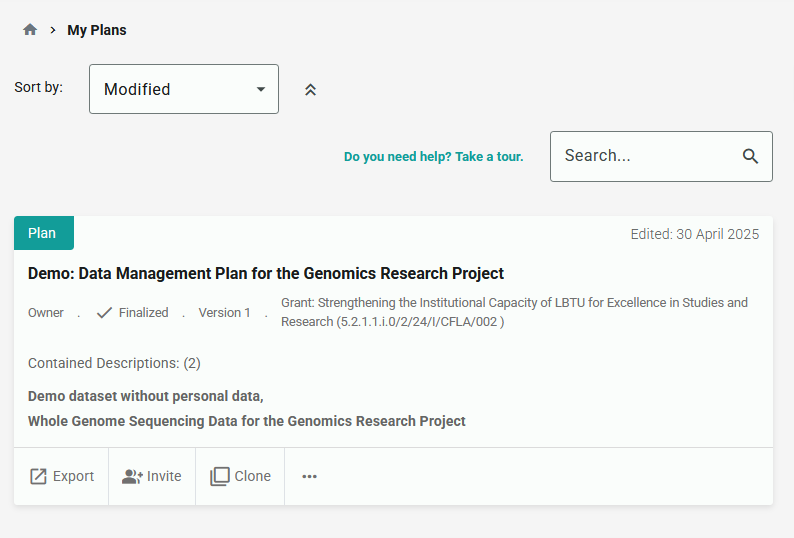 My Plans
Sort by:
Modified
Do you need help? Take a tour.
Search...
Plan
Edited: 30 April 2025
Demo: Data Management Plan for the Genomics Research Project
Owner . Finalized . Version 1 . Grant: Strengthening the Institutional Capacity of LBTU for Excellence in Studies and
Research (5.2.1.1.i.0/2/24/I/CFLA/002 )
Contained Descriptions: (2)
Demo dataset without personal data,
Whole Genome Sequencing Data for the Genomics Research Project
Export
Invite
Clone